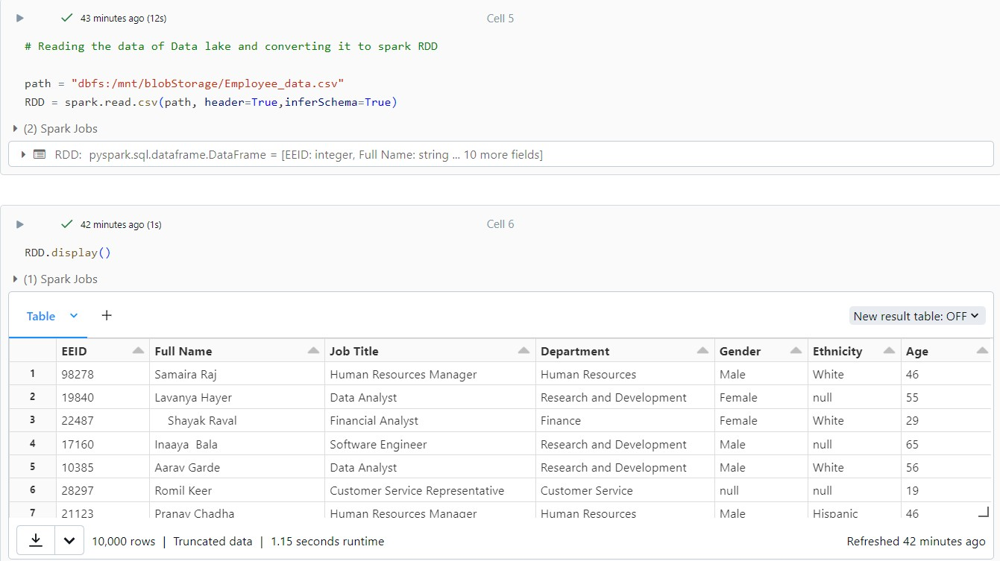 43 minutes ago (12s) Cell 5
# Reading the data of Data lake and converting it to spark RDD
path = "dbfs:/mnt/blobStorage/Employee_data.csv"
RDD = spark.read.csv(path, header=True,inferSchema=True)
(2) Spark Jobs
RDD: pyspark.sql.dataframe.DataFrame = [EEID: integer, Full Name: string ... 10 more fields]
42 minutes ago (1s) Cell 6
RDD.display()
(1) Spark Jobs
Table + New result table: OFF
EEID Full Name Job Title Department Gender Ethnicity Age
1 98278 Samaira Raj Human Resources Manager Human Resources Male White 46
2 19840 Lavanya Hayer Data Analyst Research and Development Female null 55
3 22487 Shayak Raval Financial Analyst Finance Female White 29
4 17160 Inaaya  Bala Software Engineer Research and Development Male null 65
5 10385 Aarav Garde Data Analyst Research and Development Male White 56
6 28297 Romil Keer Customer Service Representative Customer Service null null 19
7 21123 Pranav Chadha Human Resources Manager Human Resources Male Hispanic 46
10,000 rows | Truncated data | 1.15 seconds runtime Refreshed 42 minutes ago